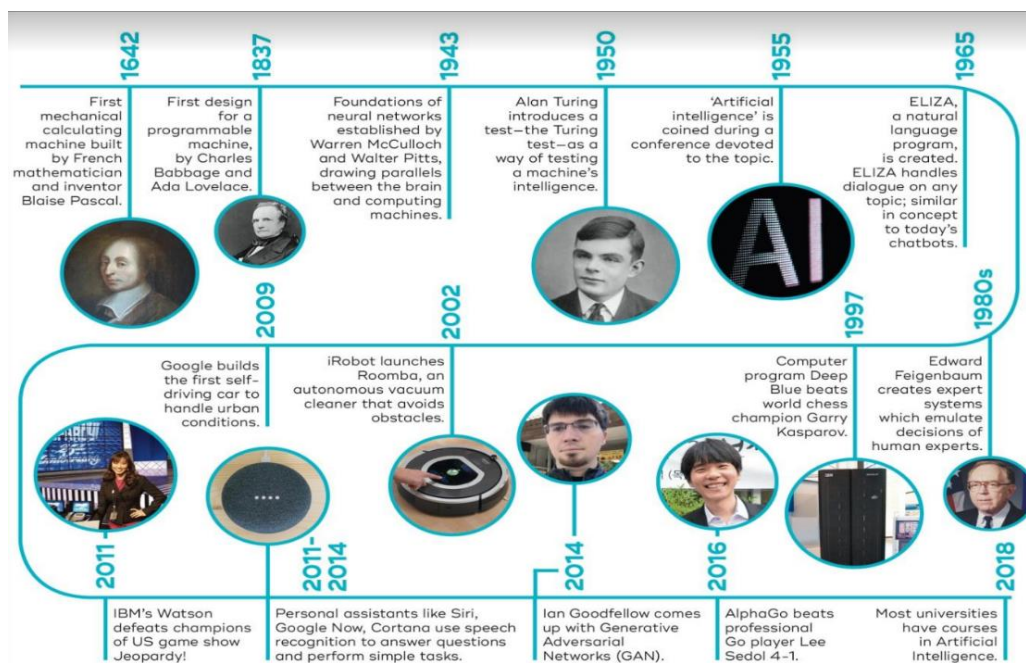 1642
First
mechanical
calculating
machine built
by French
mathematician
and inventor
Blaise Pascal.
1837
First design
for a
programmable
machine,
by Charles
Babbage and
Ada Lovelace.
1943
Foundations of
neural networks
established by
Warren McCulloch
and Walter Pitts,
drawing parallels
between the brain
and computing
machines.
1950
Alan Turing
introduces a
test—the Turing
test—as a
way of testing
a machine's
intelligence.
1955
'Artificial
intelligence' is
coined during a
conference devoted
to the topic.
AI
1965
ELIZA,
a natural
language
program,
is created.
ELIZA handles
dialogue on any
topic; similar
in concept
to today's
chatbots.
1980s
Edward
Feigenbaum
creates expert
systems
which emulate
decisions of
human experts.
1997
Computer
program Deep
Blue beats
world chess
champion Garry
Kasparov.
2002
iRobot launches
Roomba, an
autonomous vacuum
cleaner that avoids
obstacles.
2009
Google builds
the first self-
driving car to
handle urban
conditions.
2011
IBM's Watson
defeats champions
of US game show
Jeopardy!
2011-
2014
Personal assistants like Siri,
Google Now, Cortana use speech
recognition to answer questions
and perform simple tasks.
2014
Ian Goodfellow comes
up with Generative
Adversarial
Networks (GAN).
2016
AlphaGo beats
professional
Go player Lee
Sedol 4–1.
2018
Most universities
have courses
in Artificial
Intelligence.